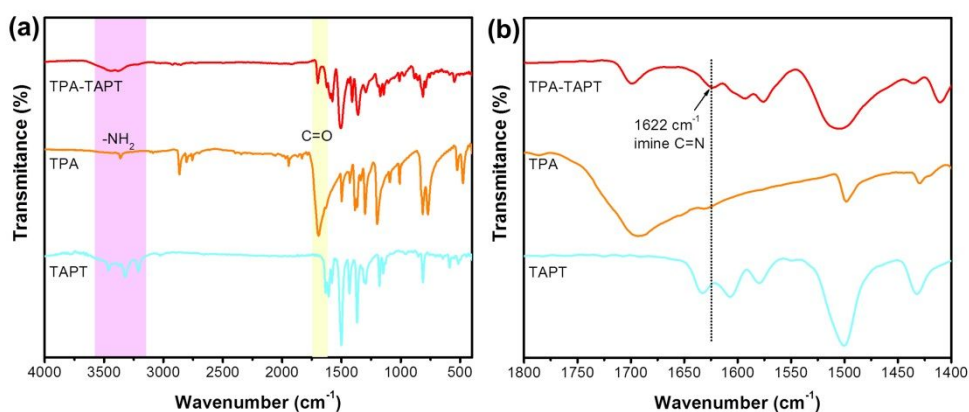 (a)
Transmitance (%)
TPA-TAPT
-NH₂
C=O
TPA
TAPT
4000 3500 3000 2500 2000 1500 1000 500
Wavenumber (cm⁻¹)
(b)
Transmitance (%)
TPA-TAPT
1622 cm⁻¹
imine C=N
TPA
TAPT
1800 1750 1700 1650 1600 1550 1500 1450 1400
Wavenumber (cm⁻¹)